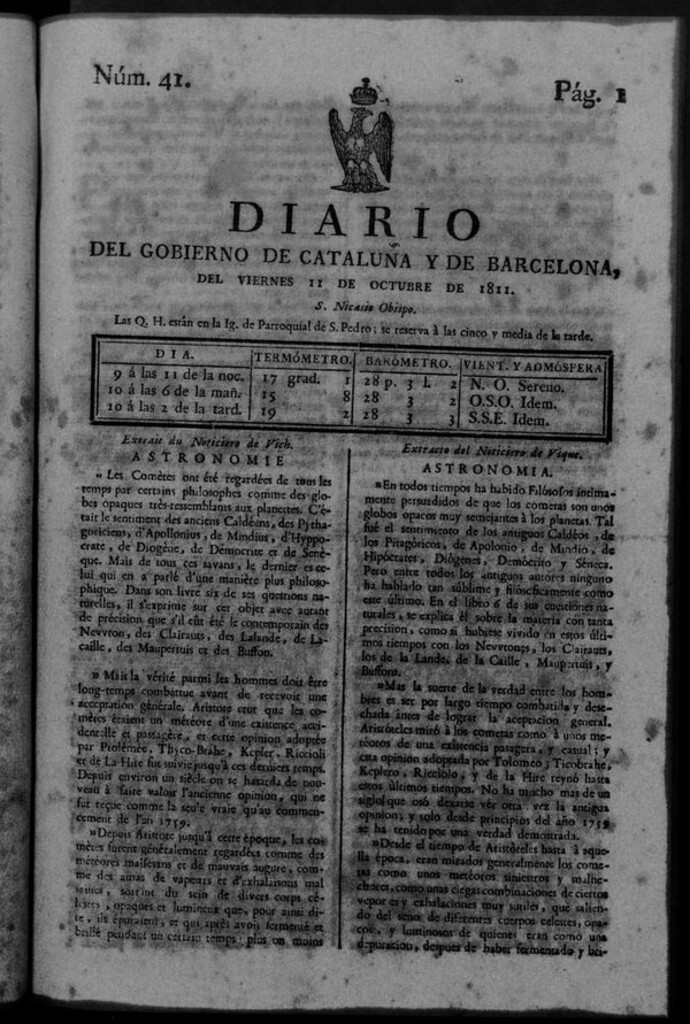 Núm. 41.
Pág. 1
DIARIO
DEL GOBIERNO DE CATALUÑA Y DE BARCELONA,
DEL VIERNES 11 DE OCTUBRE DE 1811.
S. Nicasio Obispo.
Las Q. H. están en la Ig. de Parroquial de S. Pedro; se reserva à las cinco y media de la tarde.
DIA. TERMÓMETRO. BARÓMETRO. VIENT. Y ADMÓSFERA
9 á las 11 de la noc. 17 grad. 1 28 p. 3 l. 2 N. O. Sereno.
10 á las 6 de la mañ. 15 8 28 3 2 O.S.O. Idem.
10 á las 2 de la tard. 19 2 28 3 3 S.S.E. Idem.
Extrait du Noticiero de Vich.
ASTRONOMIE
» Les Comètes ont été regardées de tous les
temps par certains philosophes comme des glo-
bes opaques très-ressemblants aux planettes. C'é-
tait le sentiment des anciens Caldéens, des Pythа-
goriciens, d'Apollonius, de Mindius, d'Hyppo-
crate, de Diogène, de Démocrite et de Senè-
que. Mais de tous ces savans, le dernier es ce-
lui qui en a parlé d'une manière plus philoso-
phique. Dans son livre six de ses questions na-
turelles, il s'exprime sur cet objet avec autant
de précision que s'il eût été le contemporain des
Nevvton, des Clairauts, des Lalande, de La-
caille, des Maupertuis et des Buffon.
» Mais la vérité parmi les hommes doit être
long-temps combattue avant de recevoir une
acceptation générale. Aristote crut que les co-
mètes étaient un météore d'une existence acci-
dentelle et passagère, et cette opinion adoptée
par Ptolémée, Thyco-Brahe, Kepler, Riccioli
et de La Hire fut suivie jusqu'à ces derniers temps.
Depuis environ un siècle on se hasarda de nou-
veau à faire valoir l'ancienne opinion, qui ne
fut reçue comme la seule vraie qu'au commen-
cement de l'an 1759.
»Depuis Aristote jusqu'à cette époque, les co-
mètes furent généralement regardées comme des
météores malfesans et de mauvais augure, com-
me des amas de vapeurs et d'exhalaisons mal
saines, sortant du sein de divers corps cé-
lestes, opaques et lumineux que, pour ainsi di-
te, ils épuraient, et qui après avoir fermenté et
brillé pendant un certain temps; plus ou moins
Extracto del Noticiero de Vique.
ASTRONOMIA.
»En todos tiempos ha habido Filósofos íntima-
mente persuadidos de que los cometas son unos
globos opacos muy semejantes à los planetas. Tal
fué el sentimiento de los antiguos Caldéos, de
los Pitagóricos, de Apolonio, de Mindio, de
Hipócrates, Diógenes, Demócrito y Séneca.
Pero entre todos los antiguos autores ninguno
ha hablado tan sublime y filósoficamente como
este último. En el libro 6 de sus cuestiones na-
turales, se explica él sobre la materia con tanta
precision, como si hubiese vivido en estos últi-
mos tiempos con los Nevvtones, los Clairauts,
los de la Lande, de la Caille, Maupertuis, y
Buffons.
»Mas la suerte de la verdad entre los hom-
bres es ser por largo tiempo combatida y dese-
chada ántes de lograr la aceptacion general.
Aristóteles miró à los cometas como à unos me-
téoros de una existencia pasagera, y casual; y
esta opinion adoptada por Tolomeo; Ticobrahe,
Keplero, Ricciolo, y de la Hire reynó hasta
estos últimos tiempos. No ha mucho mas de un
siglo que osó dexarse vér otra vez la antigua
opinion; y solo desde principios del año 1759
se ha tenido por una verdad demostrada.
»Desde el tiempo de Aristóteles hasta à aque-
lla época, eran mirados generalmente los come-
tas como unos metéoros siniestros y malhe-
chores, como unas ciegas combinaciones de ciertos
vapores y exhalaciones muy sutiles, que salien-
do del seno de diferentes cuerpos celestes, opa-
cos, y luminosos de quienes eran como una
depuracion, despues de haber fermentado y bri-